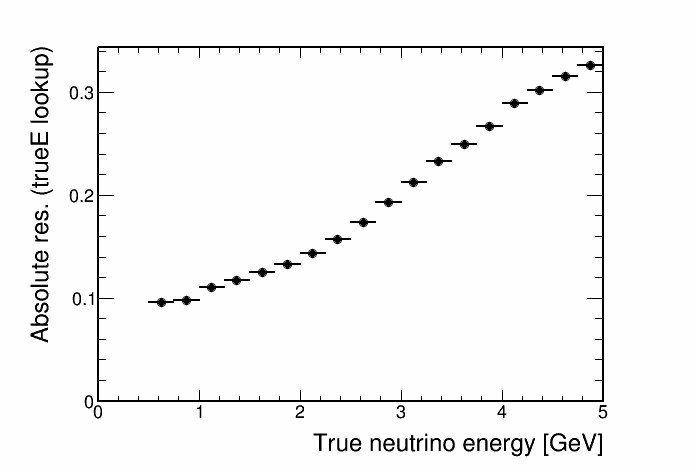 Absolute res. (trueE lookup)
0.3
0.2
0.1
0
0 1 2 3 4 5
True neutrino energy [GeV]